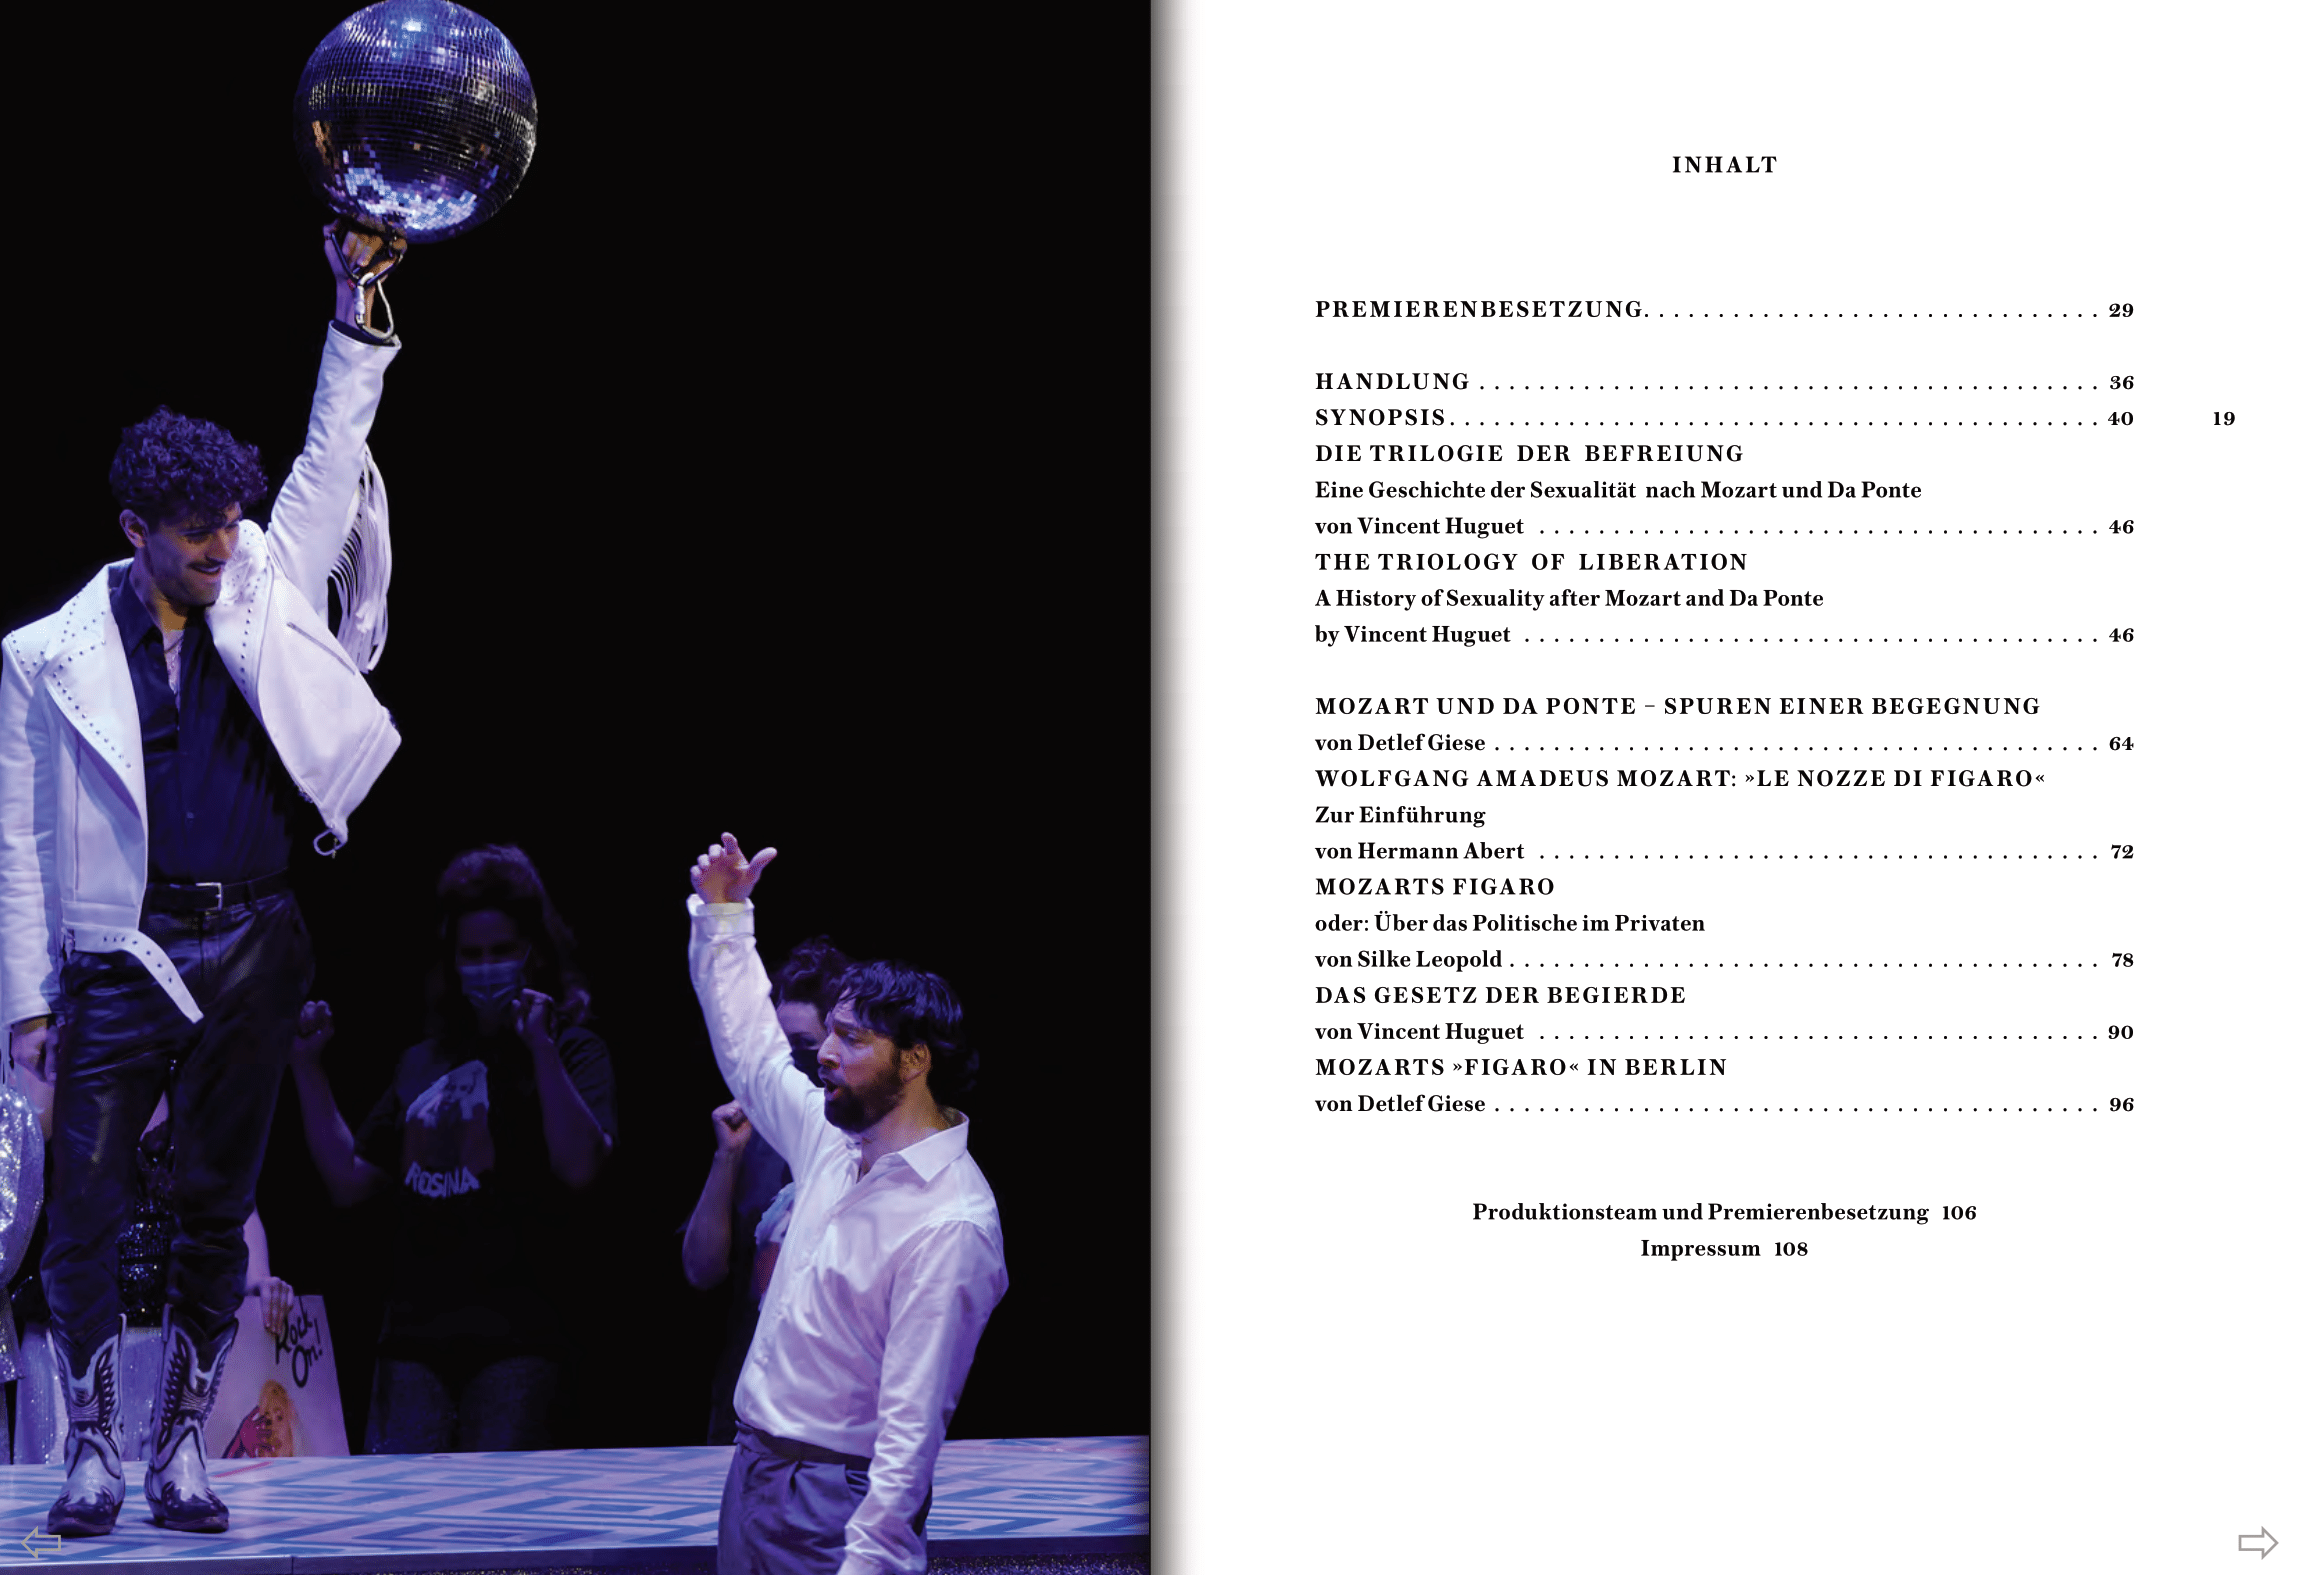 ROSINA
Rock
On!
INHALT
PREMIERENBESETZUNG. . . . . . . . . . . . . . . . . . . . . . . . . . . . . . . 29
HANDLUNG . . . . . . . . . . . . . . . . . . . . . . . . . . . . . . . . . . . . . . . . . . 36
SYNOPSIS . . . . . . . . . . . . . . . . . . . . . . . . . . . . . . . . . . . . . . . . . . . . 40
19
DIE TRILOGIE DER BEFREIUNG
Eine Geschichte der Sexualität nach Mozart und Da Ponte
von Vincent Huguet . . . . . . . . . . . . . . . . . . . . . . . . . . . . . . . . . . . . . . 46
THE TRIOLOGY OF LIBERATION
A History of Sexuality after Mozart and Da Ponte
by Vincent Huguet . . . . . . . . . . . . . . . . . . . . . . . . . . . . . . . . . . . . . . . 46
MOZART UND DA PONTE – SPUREN EINER BEGEGNUNG
von Detlef Giese . . . . . . . . . . . . . . . . . . . . . . . . . . . . . . . . . . . . . . . . . 64
WOLFGANG AMADEUS MOZART: »LE NOZZE DI FIGARO«
Zur Einführung
von Hermann Abert . . . . . . . . . . . . . . . . . . . . . . . . . . . . . . . . . . . . . . 72
MOZARTS FIGARO
oder: Über das Politische im Privaten
von Silke Leopold . . . . . . . . . . . . . . . . . . . . . . . . . . . . . . . . . . . . . . . . 78
DAS GESETZ DER BEGIERDE
von Vincent Huguet . . . . . . . . . . . . . . . . . . . . . . . . . . . . . . . . . . . . . . 90
MOZARTS »FIGARO« IN BERLIN
von Detlef Giese . . . . . . . . . . . . . . . . . . . . . . . . . . . . . . . . . . . . . . . . . 96
Produktionsteam und Premierenbesetzung 106
Impressum 108